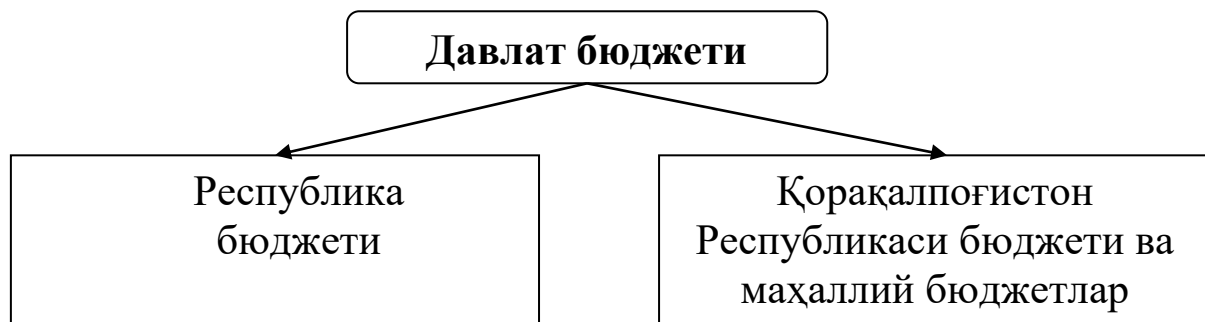 Давлат бюджети
Республика
бюджети
Қорақалпоғистон
Республикаси бюджети ва
маҳаллий бюджетлар